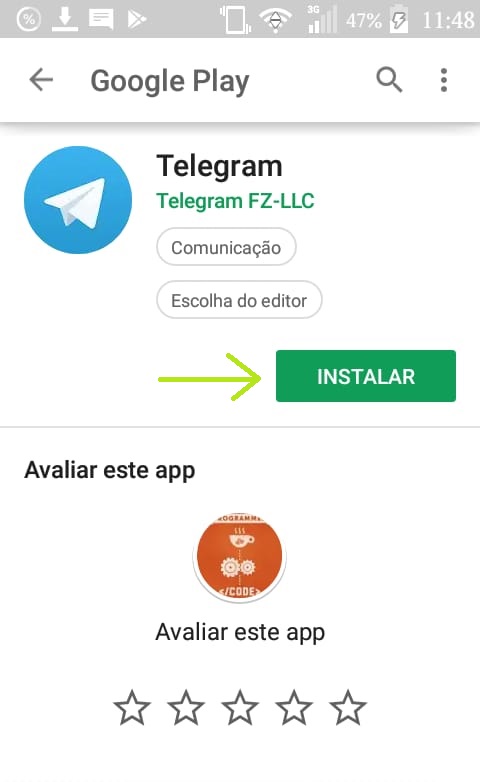 3G 47% 11:48
Google Play
Telegram
Telegram FZ-LLC
Comunicação
Escolha do editor
INSTALAR
Avaliar este app
</CODE>
Avaliar este app